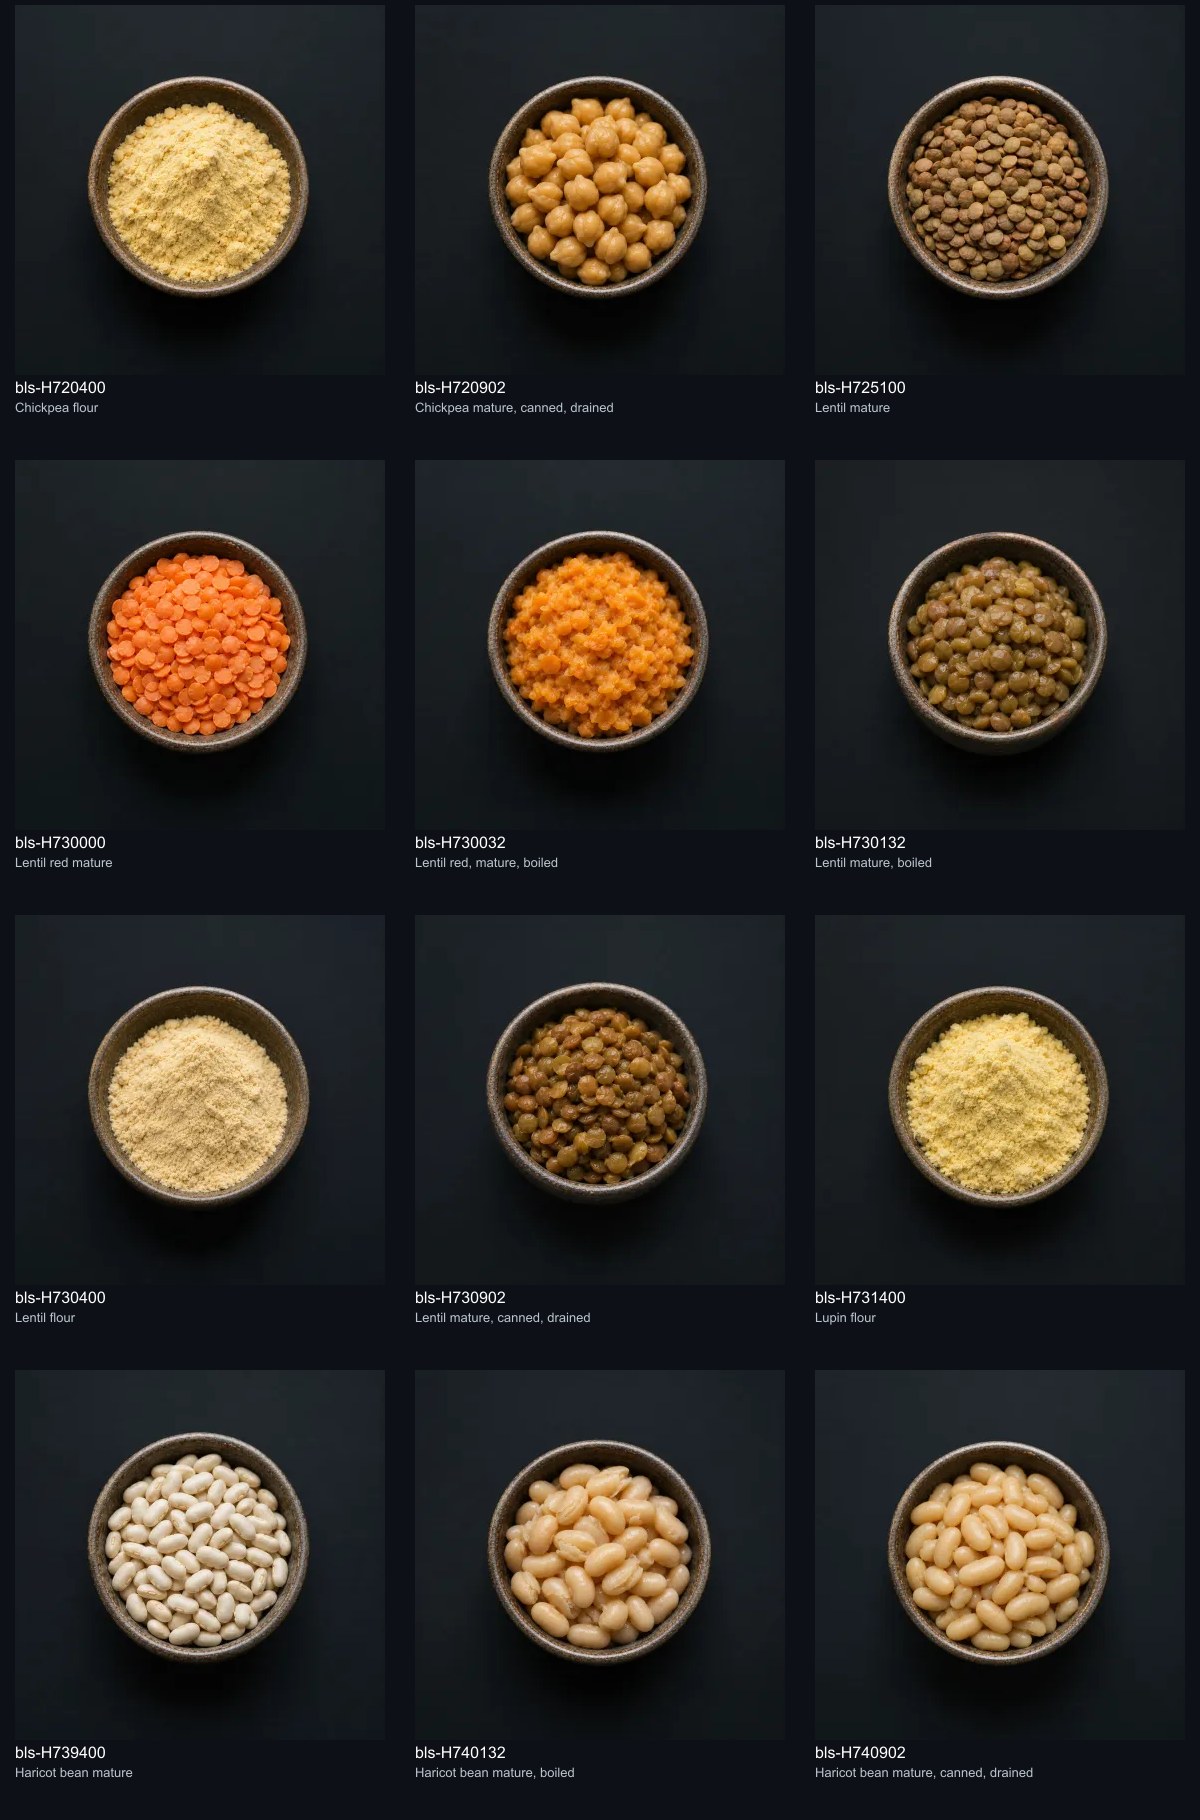 bls-H720400
Chickpea flour
bls-H720902
Chickpea mature, canned, drained
bls-H725100
Lentil mature
bls-H730000
Lentil red mature
bls-H730032
Lentil red, mature, boiled
bls-H730132
Lentil mature, boiled
bls-H730400
Lentil flour
bls-H730902
Lentil mature, canned, drained
bls-H731400
Lupin flour
bls-H739400
Haricot bean mature
bls-H740132
Haricot bean mature, boiled
bls-H740902
Haricot bean mature, canned, drained